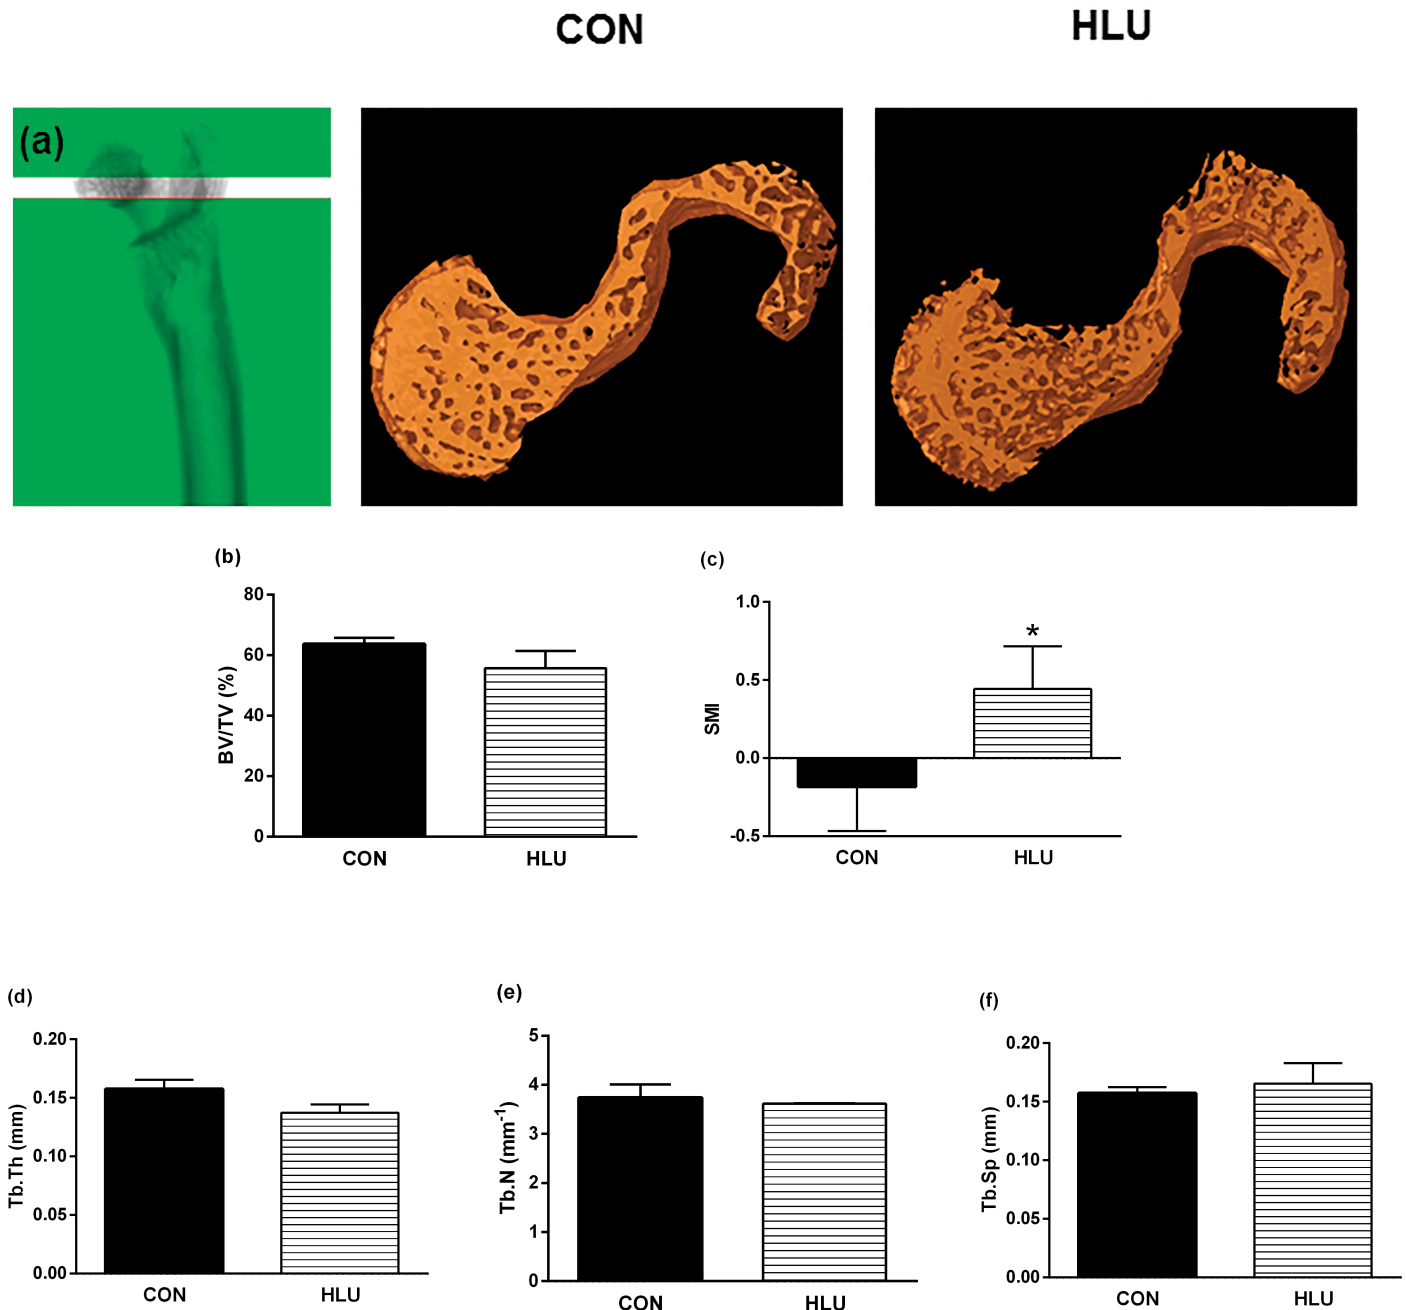 CON
HLU
(a)
(b)
80
60
40
20
0
BV/TV (%)
CON
HLU
(c)
1.0
0.5
0.0
-0.5
SMI
*
CON
HLU
(d)
0.20
0.15
0.10
0.05
0.00
Tb.Th (mm)
CON
HLU
(e)
5
4
3
2
1
0
Tb.N (mm⁻¹)
CON
HLU
(f)
0.20
0.15
0.10
0.05
0.00
Tb.Sp (mm)
CON
HLU